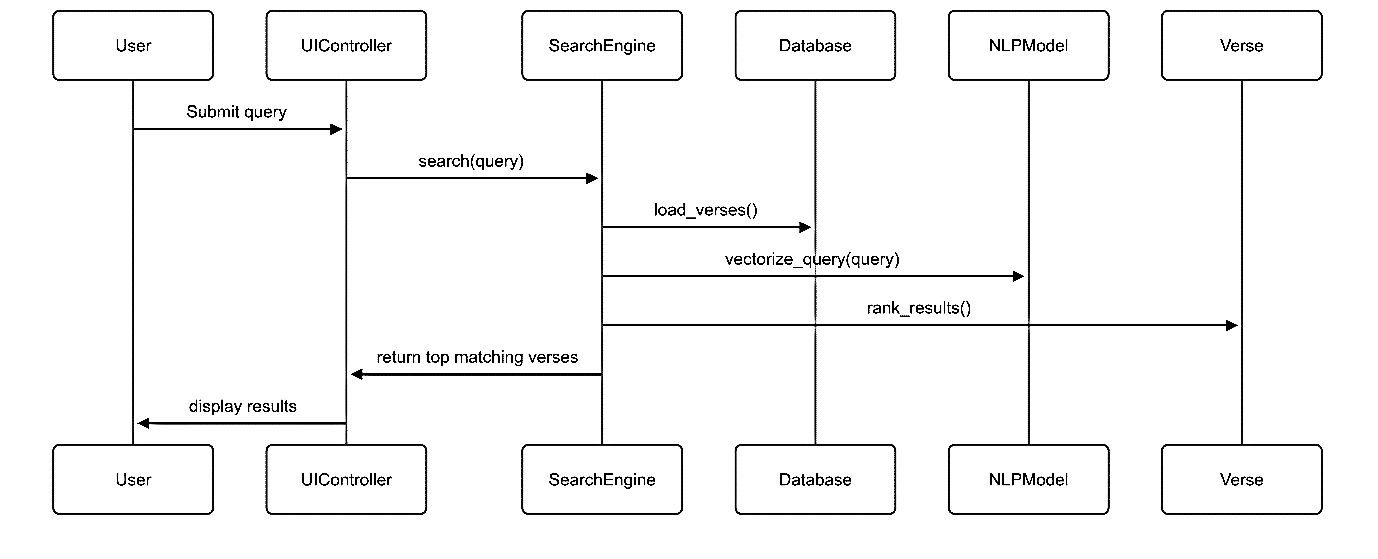 User
UIController
SearchEngine
Database
NLPModel
Verse
Submit query
search(query)
load_verses()
vectorize_query(query)
rank_results()
return top matching verses
display results
User
UIController
SearchEngine
Database
NLPModel
Verse